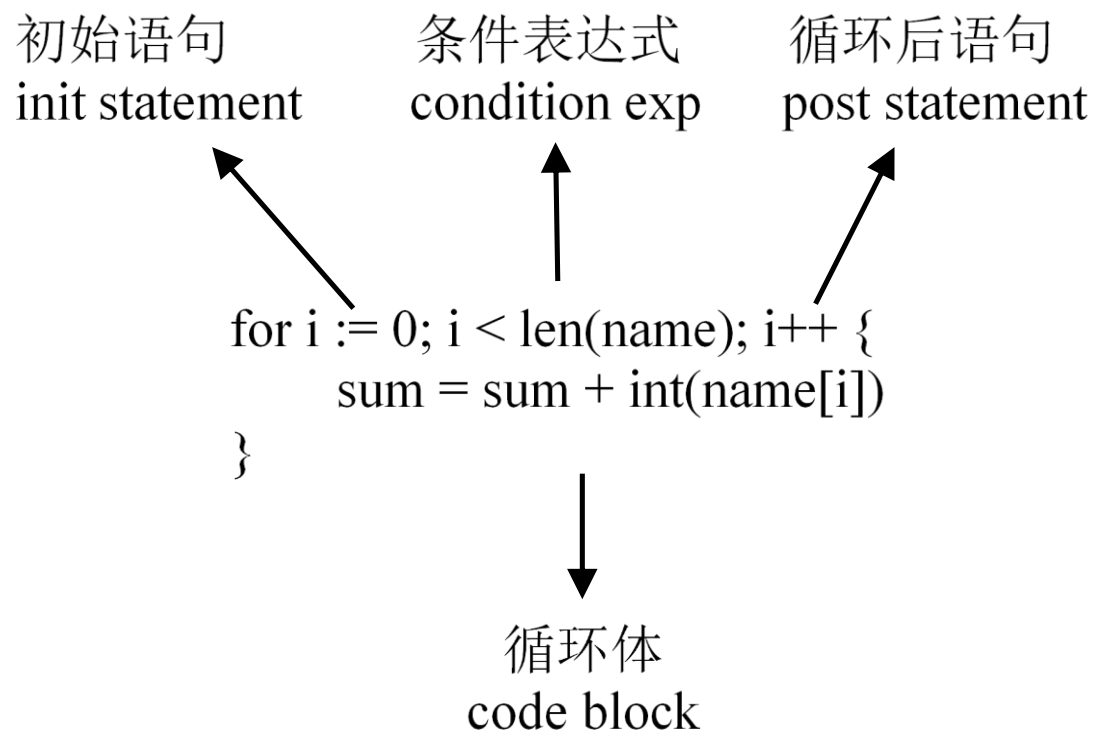 初始语句
init statement
条件表达式
condition exp
循环后语句
post statement
for i := 0; i < len(name); i++ {
sum = sum + int(name[i])
}
循环体
code block